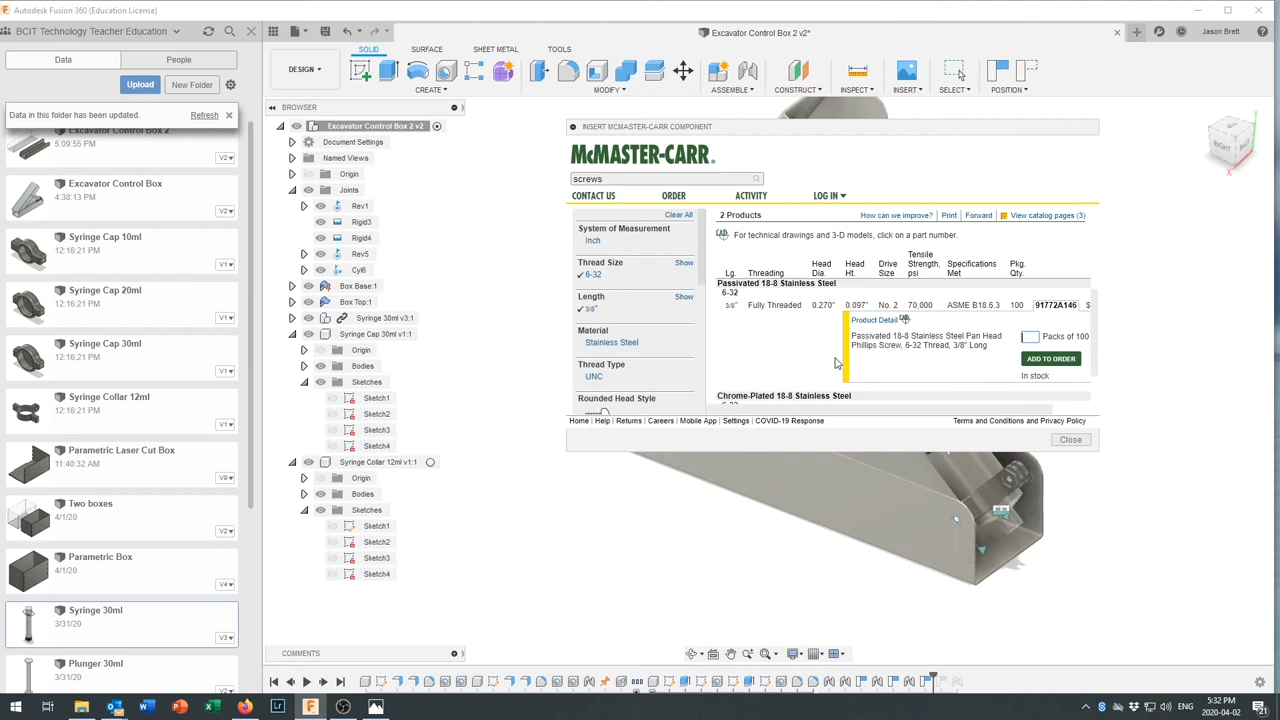 Autodesk Fusion 360 (Education License)
BCIT Technology Teacher Education
Excavator Control Box 2 v2*
Jason Brett
Data
People
Upload
New Folder
Data in this folder has been updated.
Refresh
Excavator Control Box 2
5:09:55 PM
V2
Excavator Control Box
4:38:13 PM
V2
Syringe Cap 10ml
12:16:21 PM
V1
Syringe Cap 20ml
12:16:21 PM
V1
Syringe Cap 30ml
12:16:21 PM
V1
Syringe Collar 12ml
12:16:21 PM
V1
Parametric Laser Cut Box
11:40:32 AM
V9
Two boxes
4/1/20
V2
Parametric Box
4/1/20
V4
Syringe 30ml
3/31/20
V3
Plunger 30ml
3/31/20
SOLID
SURFACE
SHEET METAL
TOOLS
DESIGN
CREATE
MODIFY
ASSEMBLE
CONSTRUCT
INSPECT
INSERT
SELECT
POSITION
BROWSER
Excavator Control Box 2 v2
Document Settings
Named Views
Origin
Joints
Rev1
Rigid3
Rigid4
Rev5
Cyl6
Box Base:1
Box Top:1
Syringe 30ml v3:1
Syringe Cap 30ml v1:1
Origin
Bodies
Sketches
Sketch1
Sketch2
Sketch3
Sketch4
Syringe Collar 12ml v1:1
Origin
Bodies
Sketches
Sketch1
Sketch2
Sketch3
Sketch4
COMMENTS
INSERT MCMASTER-CARR COMPONENT
McMASTER-CARR.
screws
CONTACT US
ORDER
ACTIVITY
LOG IN
Clear All
System of Measurement
Inch
Thread Size
Show
6-32
Length
Show
3/8"
Material
Stainless Steel
Thread Type
UNC
Rounded Head Style
2 Products
How can we improve?
Print
Forward
View catalog pages (3)
CAD
For technical drawings and 3-D models, click on a part number.
Lg.
Threading
Head Dia.
Head Ht.
Drive Size
Tensile Strength, psi
Specifications Met
Pkg. Qty.
Passivated 18-8 Stainless Steel
6-32
3/8"
Fully Threaded
0.270"
0.097"
No. 2
70,000
ASME B18.6.3
100
91772A146
$
Product Detail
CAD
Passivated 18-8 Stainless Steel Pan Head
Phillips Screw, 6-32 Thread, 3/8" Long
Packs of 100
ADD TO ORDER
In stock
Chrome-Plated 18-8 Stainless Steel
Home | Help | Returns | Careers | Mobile App | Settings | COVID-19 Response
Terms and Conditions and Privacy Policy
Close
RIGHT
BACK
Z
X
ENG
5:32 PM
2020-04-02
21